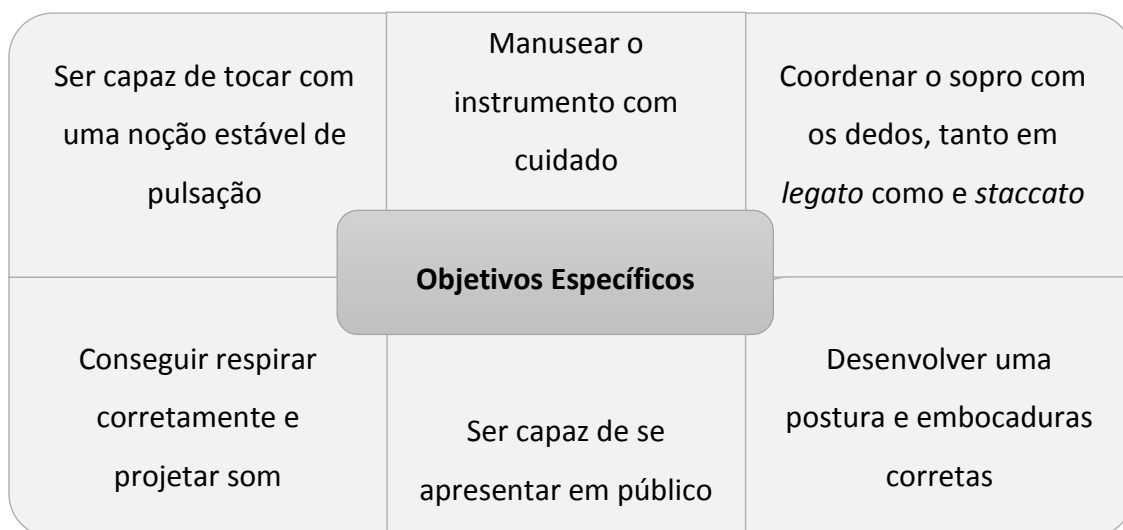 Ser capaz de tocar com
uma noção estável de
pulsação
Manusear o
instrumento com
cuidado
Coordenar o sopro com
os dedos, tanto em
legato como e staccato
Objetivos Específicos
Conseguir respirar
corretamente e
projetar som
Ser capaz de se
apresentar em público
Desenvolver uma
postura e embocaduras
corretas